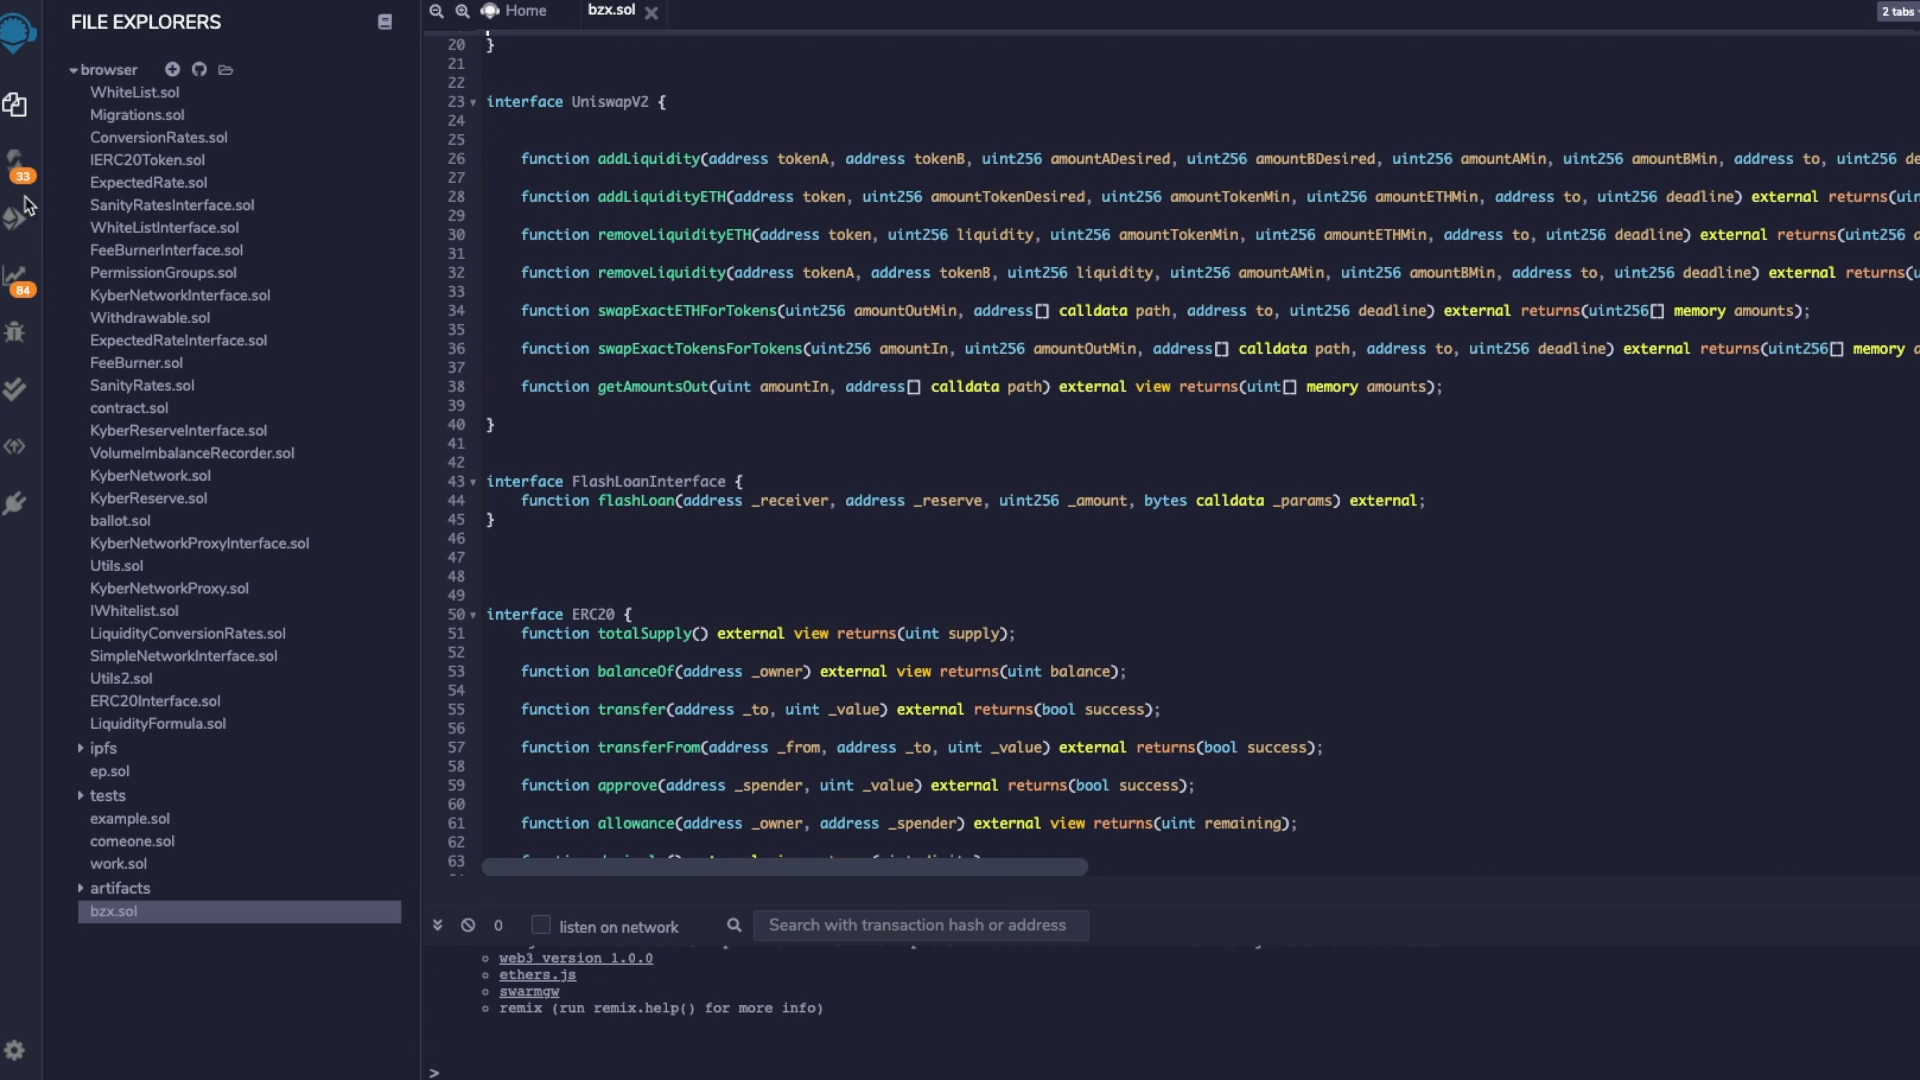 FILE EXPLORERS
browser
WhiteList.sol
Migrations.sol
ConversionRates.sol
IERC20Token.sol
ExpectedRate.sol
SanityRatesInterface.sol
WhiteListInterface.sol
FeeBurnerInterface.sol
PermissionGroups.sol
KyberNetworkInterface.sol
Withdrawable.sol
ExpectedRateInterface.sol
FeeBurner.sol
SanityRates.sol
contract.sol
KyberReserveInterface.sol
VolumeImbalanceRecorder.sol
KyberNetwork.sol
KyberReserve.sol
ballot.sol
KyberNetworkProxyInterface.sol
Utils.sol
KyberNetworkProxy.sol
IWhitelist.sol
LiquidityConversionRates.sol
SimpleNetworkInterface.sol
Utils2.sol
ERC20Interface.sol
LiquidityFormula.sol
ipfs
ep.sol
tests
example.sol
comeone.sol
work.sol
artifacts
bzx.sol
33
84
Home bzx.sol 2 tabs
20 }
21
22
23 interface UniswapV2 {
24
25
26 function addLiquidity(address tokenA, address tokenB, uint256 amountADesired, uint256 amountBDesired, uint256 amountAMin, uint256 amountBMin, address to, uint256 de
27
28 function addLiquidityETH(address token, uint256 amountTokenDesired, uint256 amountTokenMin, uint256 amountETHMin, address to, uint256 deadline) external returns(uin
29
30 function removeLiquidityETH(address token, uint256 liquidity, uint256 amountTokenMin, uint256 amountETHMin, address to, uint256 deadline) external returns(uint256 a
31
32 function removeLiquidity(address tokenA, address tokenB, uint256 liquidity, uint256 amountAMin, uint256 amountBMin, address to, uint256 deadline) external returns(u
33
34 function swapExactETHForTokens(uint256 amountOutMin, address[] calldata path, address to, uint256 deadline) external returns(uint256[] memory amounts);
35
36 function swapExactTokensForTokens(uint256 amountIn, uint256 amountOutMin, address[] calldata path, address to, uint256 deadline) external returns(uint256[] memory a
37
38 function getAmountsOut(uint amountIn, address[] calldata path) external view returns(uint[] memory amounts);
39
40 }
41
42
43 interface FlashLoanInterface {
44 function flashLoan(address _receiver, address _reserve, uint256 _amount, bytes calldata _params) external;
45 }
46
47
48
49
50 interface ERC20 {
51 function totalSupply() external view returns(uint supply);
52
53 function balanceOf(address _owner) external view returns(uint balance);
54
55 function transfer(address _to, uint _value) external returns(bool success);
56
57 function transferFrom(address _from, address _to, uint _value) external returns(bool success);
58
59 function approve(address _spender, uint _value) external returns(bool success);
60
61 function allowance(address _owner, address _spender) external view returns(uint remaining);
62
63
0 listen on network Search with transaction hash or address
web3 version 1.0.0
ethers.js
swarmgw
remix (run remix.help() for more info)
>